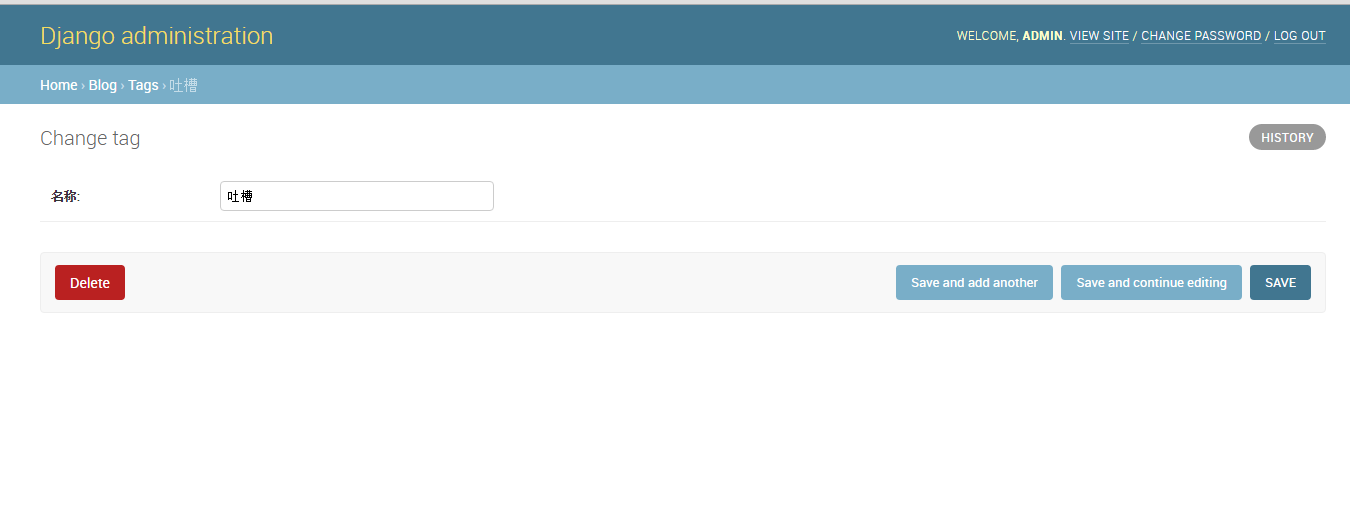 Django administration
WELCOME, ADMIN. VIEW SITE / CHANGE PASSWORD / LOG OUT
Home › Blog › Tags › 吐槽
Change tag
HISTORY
名称: 吐槽
Delete
Save and add another
Save and continue editing
SAVE